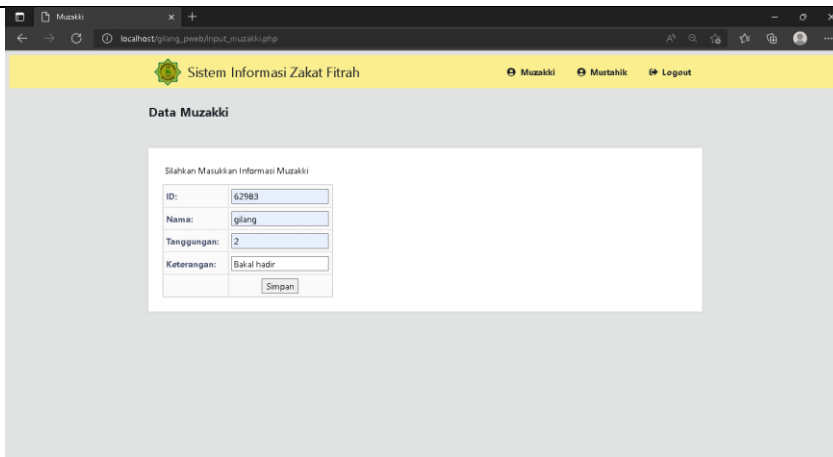 Muzakki
localhost/gilang_pweb/input_muzakki.php
Sistem Informasi Zakat Fitrah
Muzakki
Mustahik
Logout
Data Muzakki
Silahkan Masukkan Informasi Muzakki
ID: 62983
Nama: gilang
Tanggungan: 2
Keterangan: Bakal hadir
Simpan